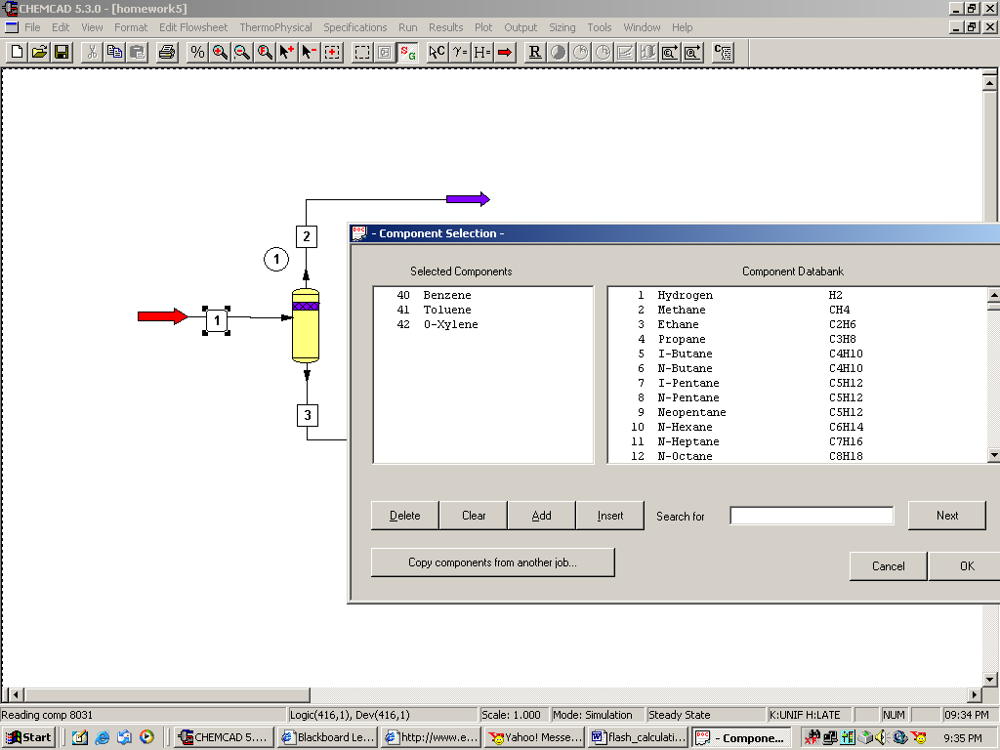 CHEMCAD 5.3.0 - [homework5]
File Edit View Format Edit Flowsheet ThermoPhysical Specifications Run Results Plot Output Sizing Tools Window Help
% S G C γ= H= R C
2
1
1
3
- Component Selection -
Selected Components
40 Benzene
41 Toluene
42 O-Xylene
Component Databank
1 Hydrogen H2
2 Methane CH4
3 Ethane C2H6
4 Propane C3H8
5 I-Butane C4H10
6 N-Butane C4H10
7 I-Pentane C5H12
8 N-Pentane C5H12
9 Neopentane C5H12
10 N-Hexane C6H14
11 N-Heptane C7H16
12 N-Octane C8H18
Delete Clear Add Insert Search for Next
Copy components from another job...
Cancel OK
Reading comp 8031 Logic(416,1), Dev(416,1) Scale: 1.000 Mode: Simulation Steady State K:UNIF H:LATE NUM 09:34 PM
Start CHEMCAD 5.... Blackboard Le... http://www.e... Yahoo! Messe... flash_calculati... - Compone... 9:35 PM